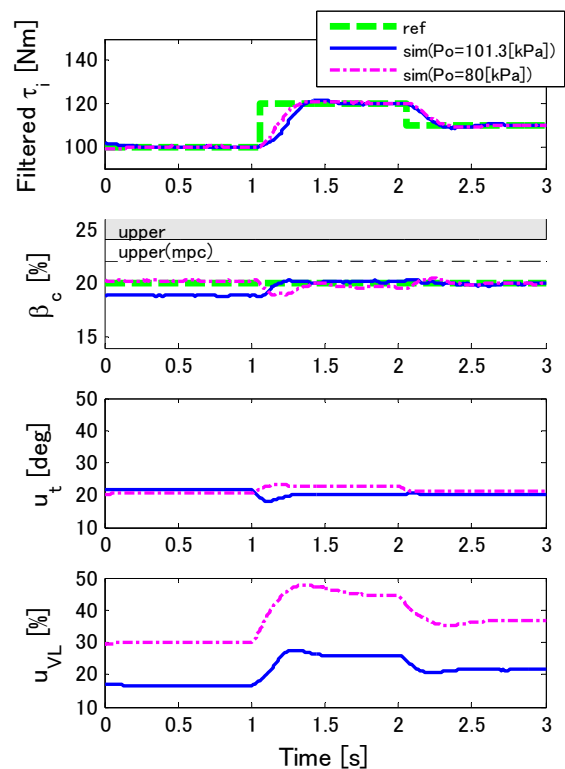 ref
sim(Po=101.3[kPa])
sim(Po=80[kPa])
Filtered τi [Nm]
140
120
100
0 0.5 1 1.5 2 2.5 3
βc [%]
25
20
15
upper
upper(mpc)
0 0.5 1 1.5 2 2.5 3
ut [deg]
50
40
30
20
10
0 0.5 1 1.5 2 2.5 3
uVL [%]
50
40
30
20
10
0 0.5 1 1.5 2 2.5 3
Time [s]